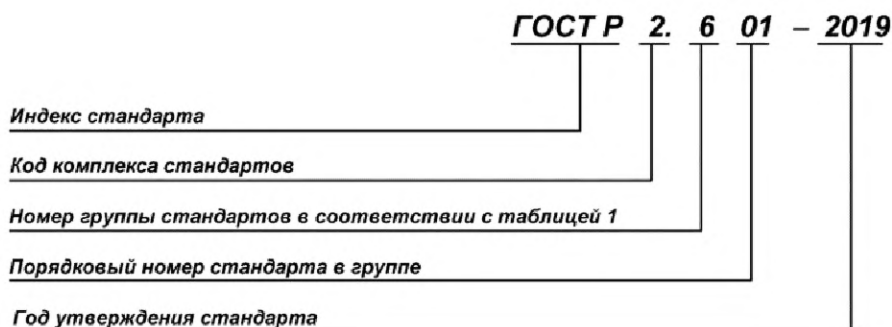 ГОСТ Р 2. 6 01 – 2019
Индекс стандарта
Код комплекса стандартов
Номер группы стандартов в соответствии с таблицей 1
Порядковый номер стандарта в группе
Год утверждения стандарта